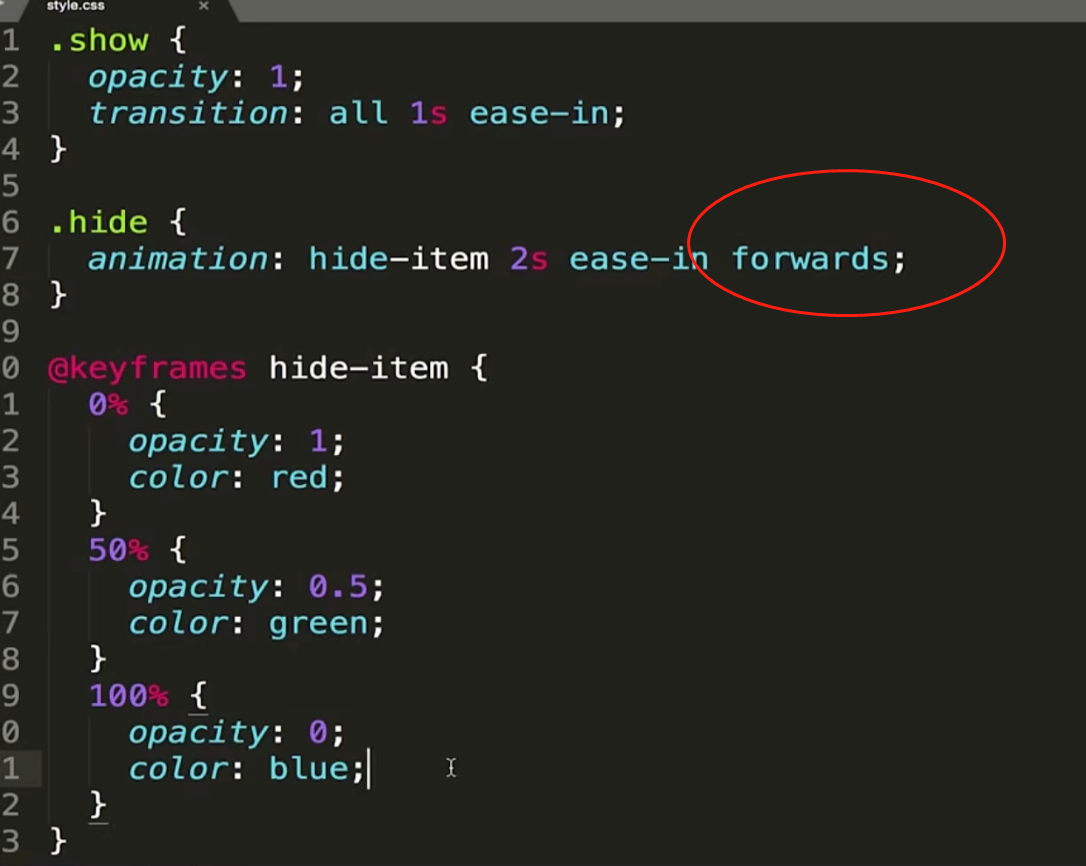 style.css ×
1 .show {
2   opacity: 1;
3   transition: all 1s ease-in;
4 }
5
6 .hide {
7   animation: hide-item 2s ease-in forwards;
8 }
9
0 @keyframes hide-item {
1   0% {
2     opacity: 1;
3     color: red;
4   }
5   50% {
6     opacity: 0.5;
7     color: green;
8   }
9   100% {
0     opacity: 0;
1     color: blue;
2   }
3 }